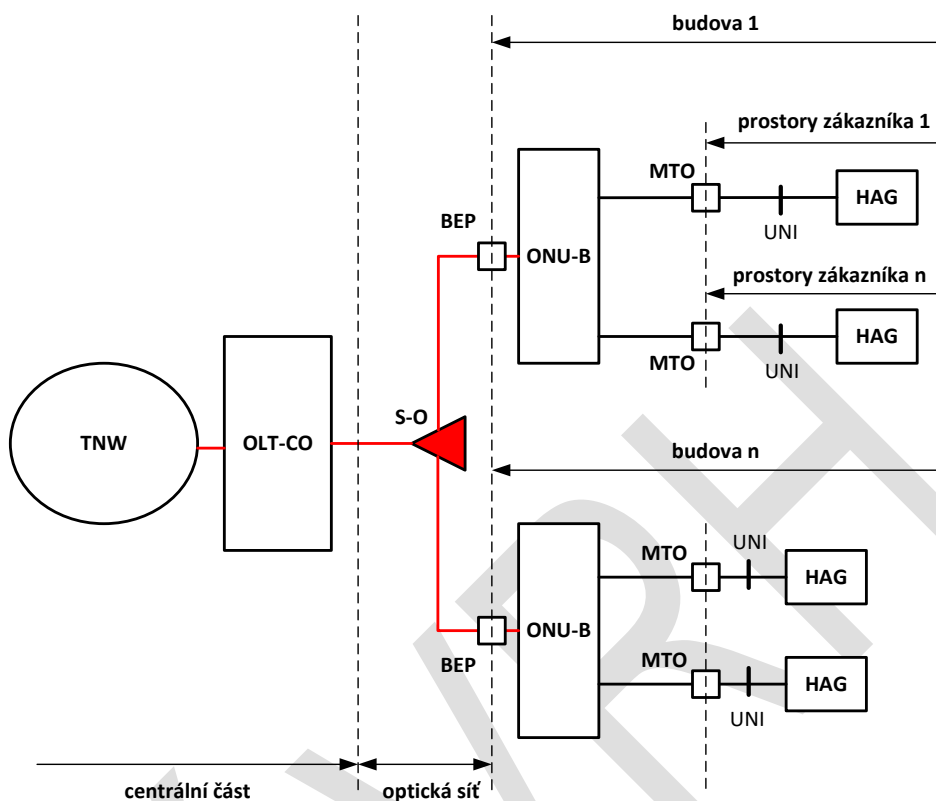 budova 1
prostory zákazníka 1
MTO
HAG
BEP
UNI
ONU-B
prostory zákazníka n
HAG
MTO
UNI
S-O
TNW
OLT-CO
budova n
UNI
MTO
HAG
ONU-B
BEP
MTO
HAG
UNI
centrální část
optická síť